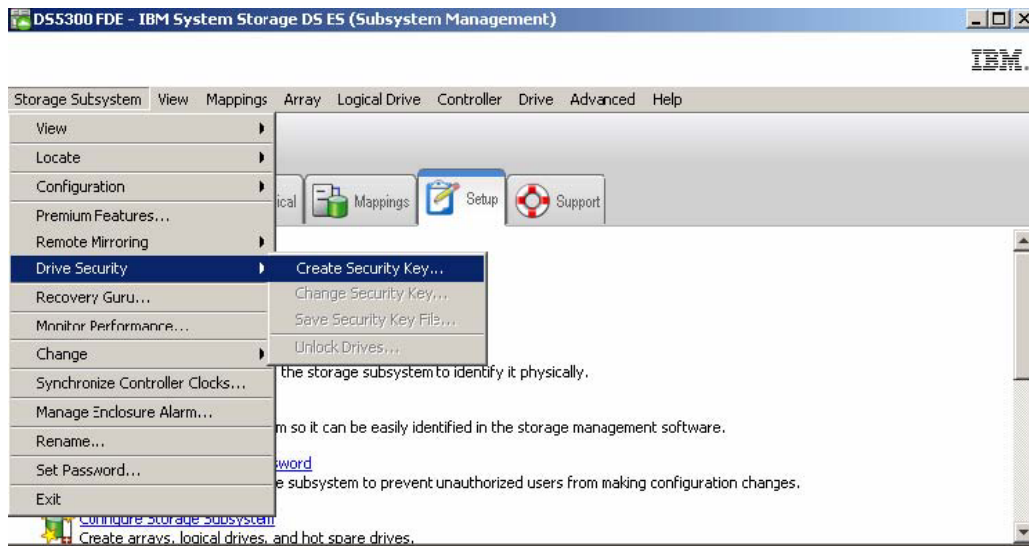 DS5300 FDE - IBM System Storage DS ES (Subsystem Management)
IBM.
Storage Subsystem View Mappings Array Logical Drive Controller Drive Advanced Help
View
Locate
Configuration
ical Mappings Setup Support
Premium Features...
Remote Mirroring
Drive Security
Create Security Key...
Change Security Key...
Save Security Key File...
Unlock Drives...
Recovery Guru...
Monitor Performance...
Change
Synchronize Controller Clocks...
Manage Enclosure Alarm...
Rename...
Set Password...
Exit
the storage subsystem to identify it physically.
m so it can be easily identified in the storage management software.
sword
e subsystem to prevent unauthorized users from making configuration changes.
Configure Storage Subsystem
Create arrays, logical drives, and hot spare drives.